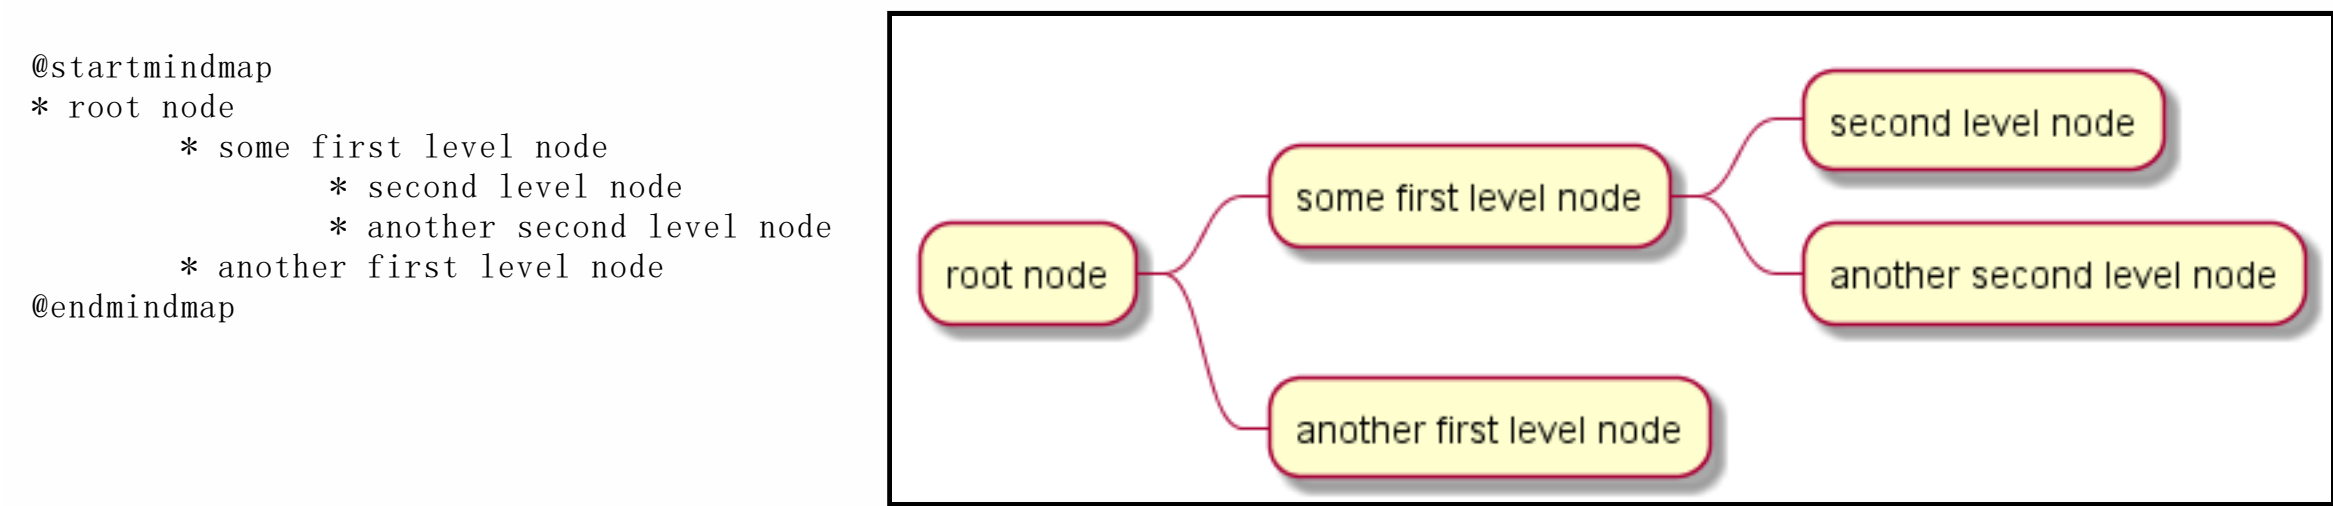 @startmindmap
* root node
	* some first level node
		* second level node
		* another second level node
	* another first level node
@endmindmap
root node
some first level node
second level node
another second level node
another first level node